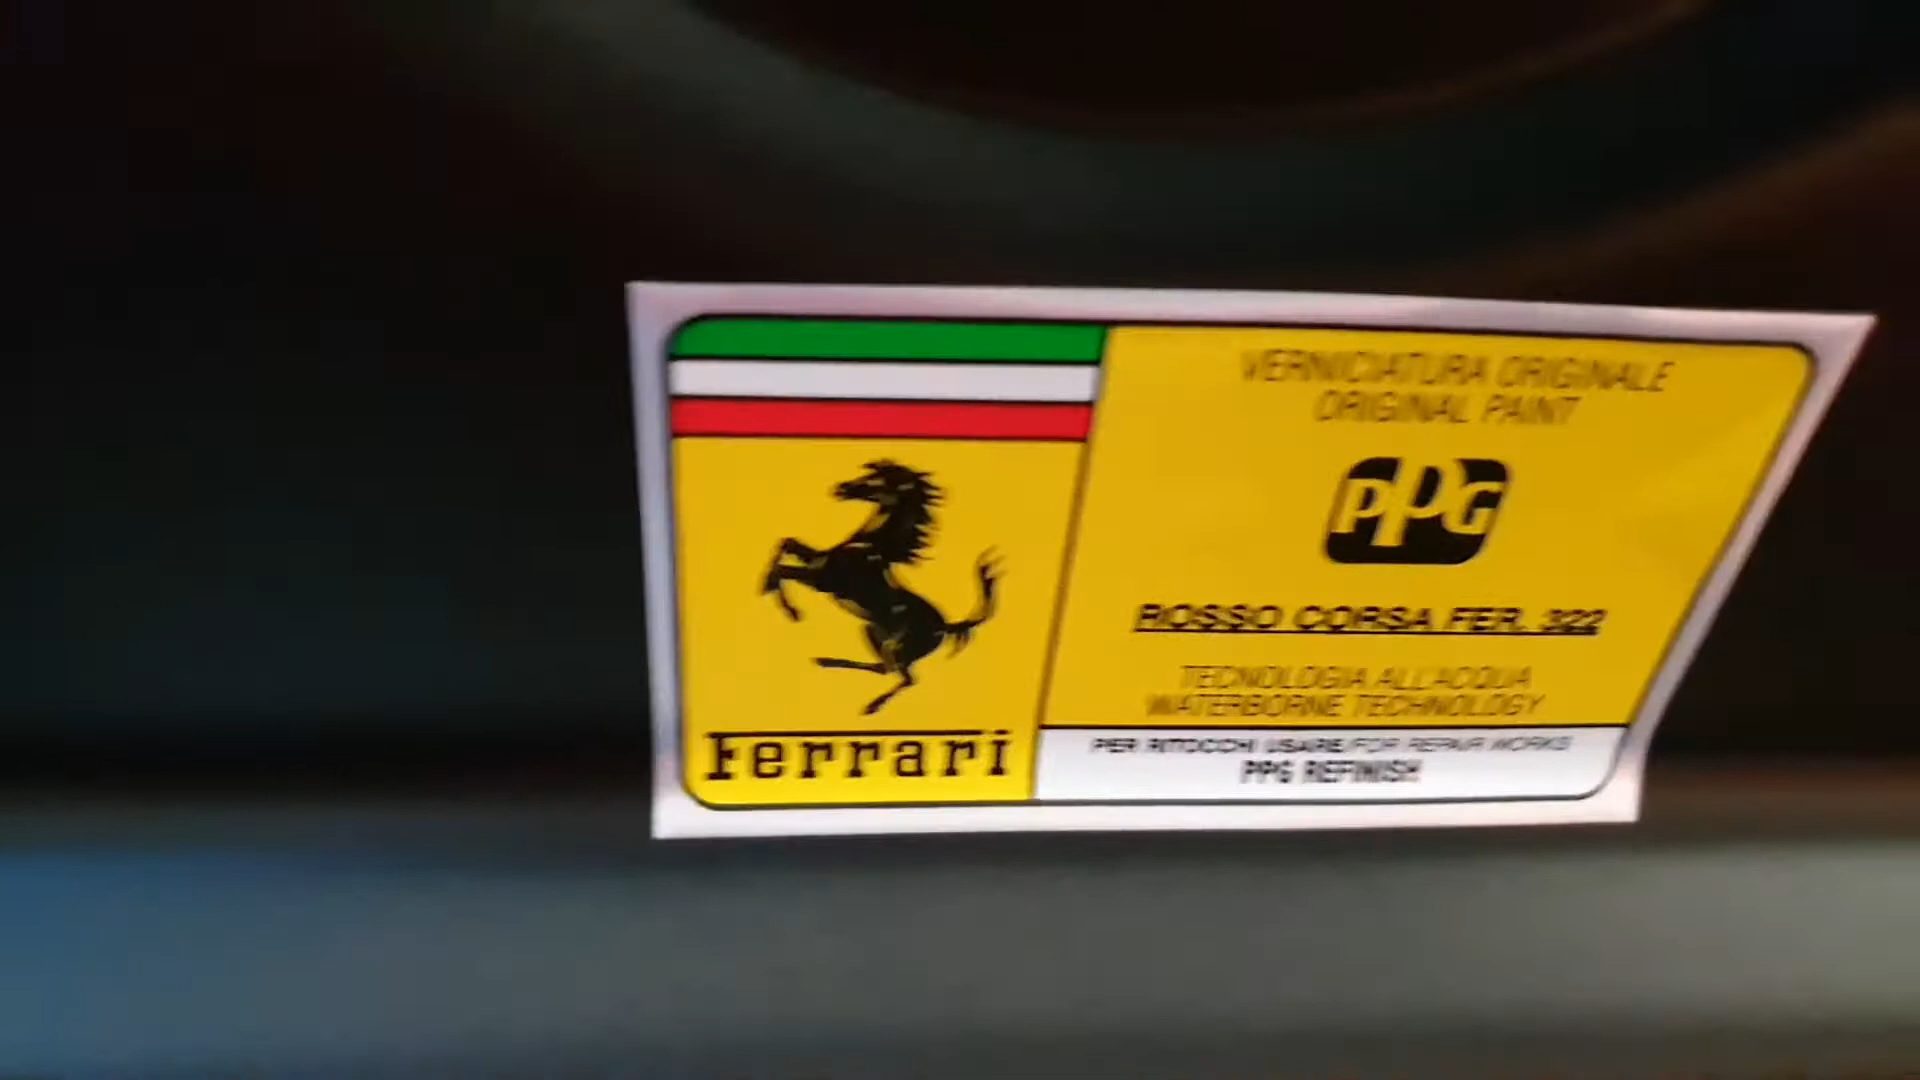 VERNICIATURA ORIGINALE
ORIGINAL PAINT
PPG
ROSSO CORSA FER. 322
TECNOLOGIA ALL'ACQUA
WATERBORNE TECHNOLOGY
Ferrari
PER RITOCCHI USARE/FOR REPAIR WORKS
PPG REFINISH